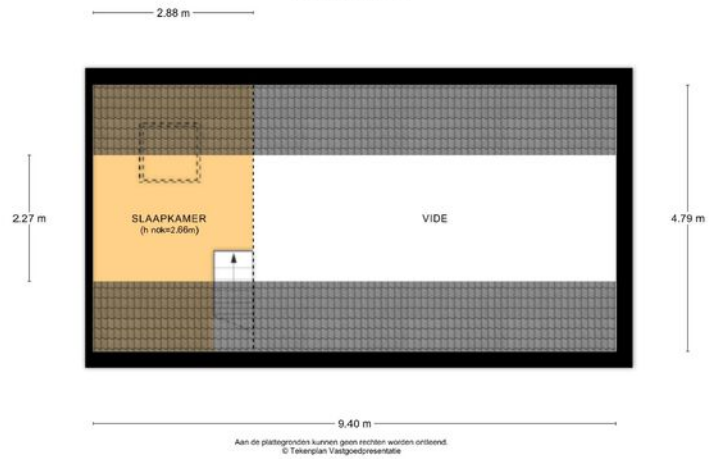 2.88 m
2.27 m
SLAAPKAMER
(h nok=2.66m)
VIDE
4.79 m
9.40 m
Aan de plattegronden kunnen geen rechten worden ontleend.
© Tekenplan Vastgoedpresentatie